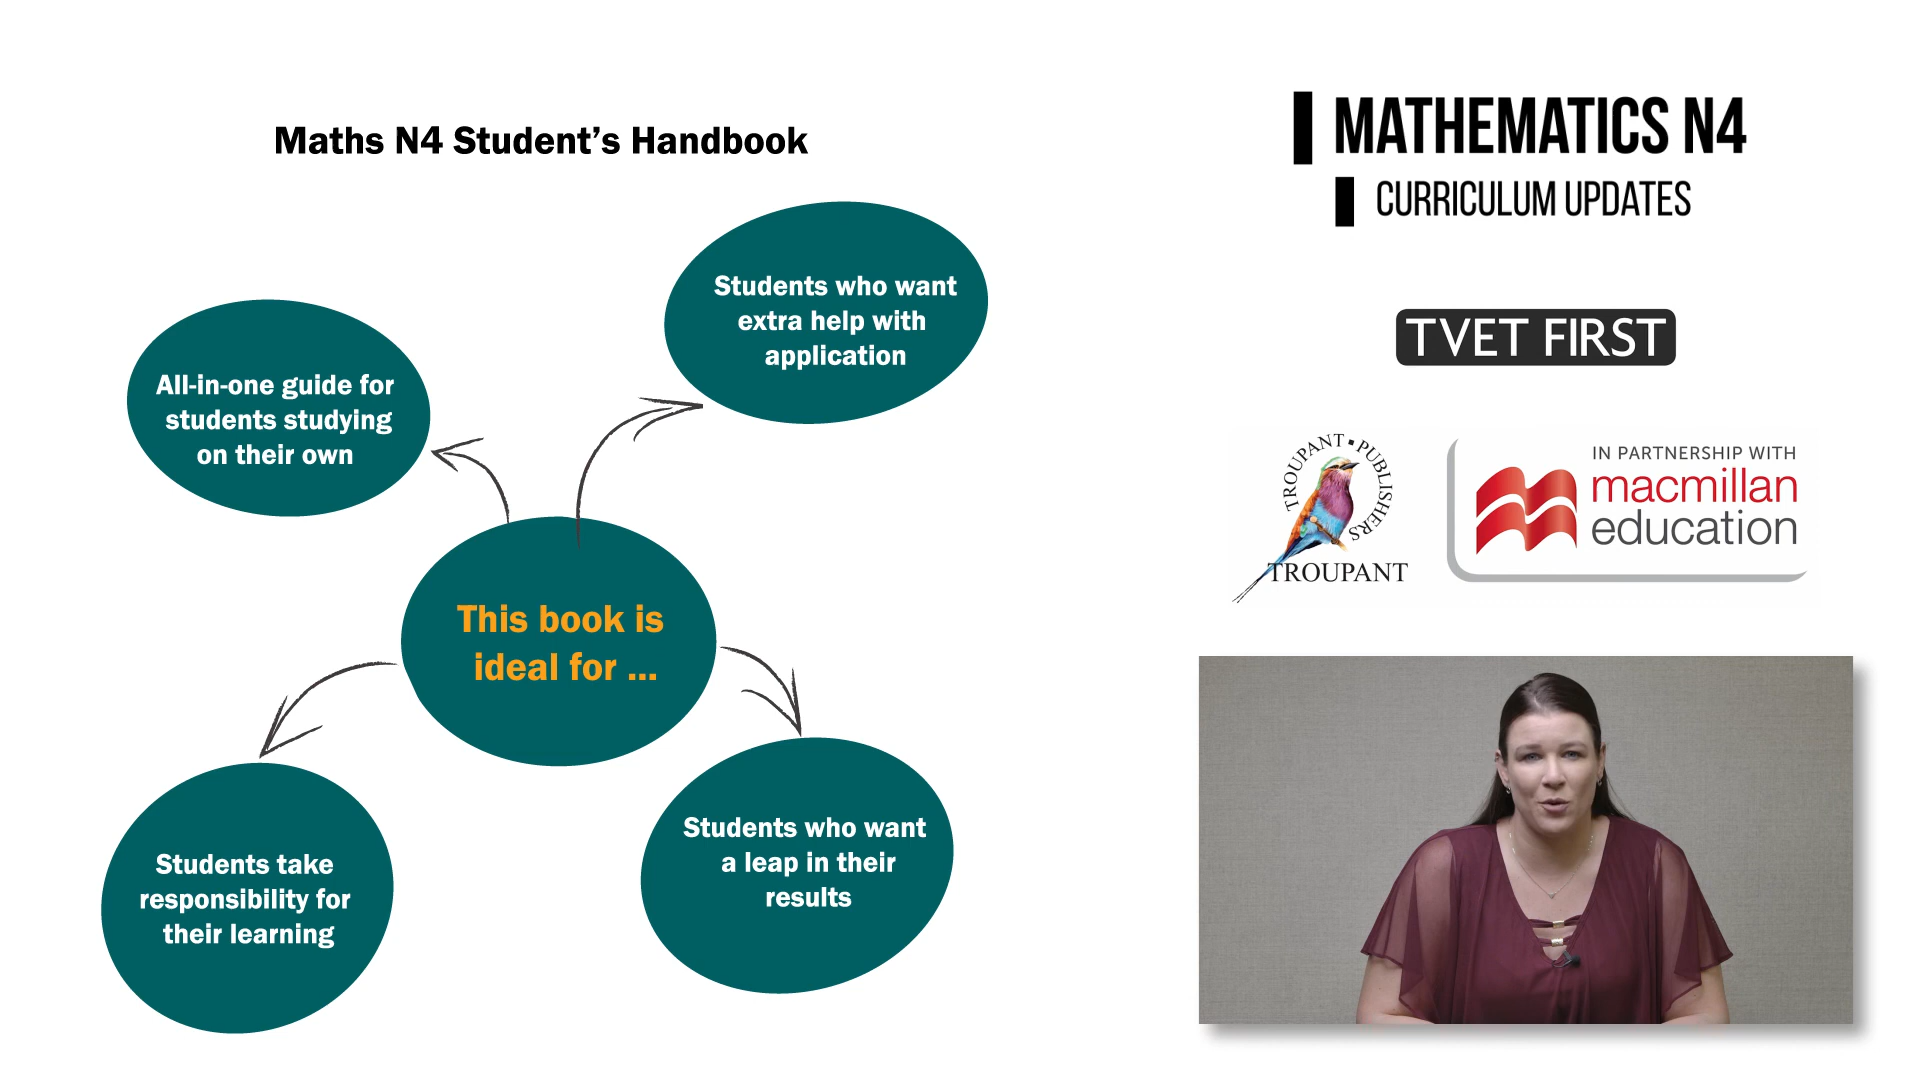 Maths N4 Student’s Handbook
All-in-one guide for
students studying
on their own
Students who want
extra help with
application
This book is
ideal for ...
Students take
responsibility for
their learning
Students who want
a leap in their
results
MATHEMATICS N4
CURRICULUM UPDATES
TVET FIRST
TROUPANT ▪ PUBLISHERS
TROUPANT
IN PARTNERSHIP WITH
macmillan
education